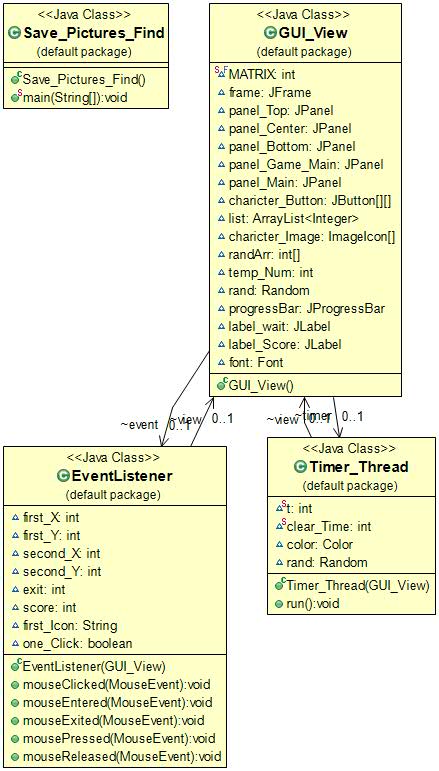 <<Java Class>>
Save_Pictures_Find
(default package)
Save_Pictures_Find()
main(String[]):void
<<Java Class>>
GUI_View
(default package)
MATRIX: int
frame: JFrame
panel_Top: JPanel
panel_Center: JPanel
panel_Bottom: JPanel
panel_Game_Main: JPanel
panel_Main: JPanel
charicter_Button: JButton[][]
list: ArrayList<Integer>
charicter_Image: ImageIcon[]
randArr: int[]
temp_Num: int
rand: Random
progressBar: JProgressBar
label_wait: JLabel
label_Score: JLabel
font: Font
GUI_View()
~event 0..1
~view 0..1
~view 0..1
~timer 0..1
<<Java Class>>
EventListener
(default package)
first_X: int
first_Y: int
second_X: int
second_Y: int
exit: int
score: int
first_Icon: String
one_Click: boolean
EventListener(GUI_View)
mouseClicked(MouseEvent):void
mouseEntered(MouseEvent):void
mouseExited(MouseEvent):void
mousePressed(MouseEvent):void
mouseReleased(MouseEvent):void
<<Java Class>>
Timer_Thread
(default package)
t: int
clear_Time: int
color: Color
rand: Random
Timer_Thread(GUI_View)
run():void